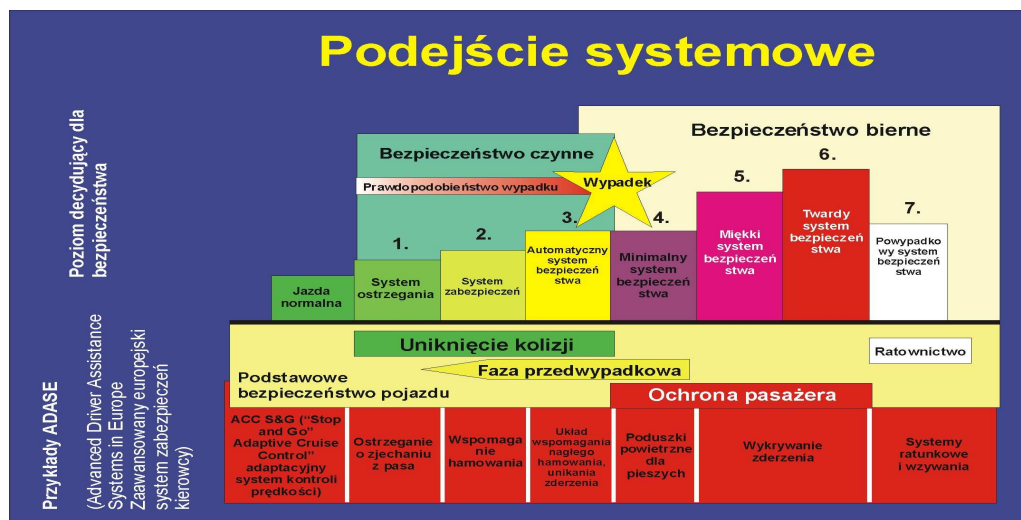 Podejście systemowe
Poziom decydujący dla
bezpieczeństwa
Bezpieczeństwo bierne
Bezpieczeństwo czynne
Prawdopodobieństwo wypadku
Wypadek
Jazda
normalna
1.
System
ostrzegania
2.
System
zabezpieczeń
3.
Automatyczny
system
bezpieczeń
stwa
4.
Minimalny
system
bezpieczeń
stwa
5.
Miękki
system
bezpieczeń
stwa
6.
Twardy
system
bezpieczeń
stwa
7.
Powypadko
wy system
bezpieczeń
stwa
Uniknięcie kolizji
Ratownictwo
Faza przedwypadkowa
Podstawowe
bezpieczeństwo pojazdu
Ochrona pasażera
Przykłady ADASE
(Advanced Driver Assistance
Systems in Europe
Zaawansowany europejski
system zabezpieczeń
kierowcy)
ACC S&G (“Stop
and Go”
Adaptive Cruise
Control” 
adaptacyjny
system kontroli
prędkości)
Ostrzeganie
o zjechaniu
z pasa
Wspomaga
nie
hamowania
Układ
wspomagania
nagłego
hamowania,
unikania
zderzenia
Poduszki
powietrzne
dla
pieszych
Wykrywanie
zderzenia
Systemy
ratunkowe
i wzywania